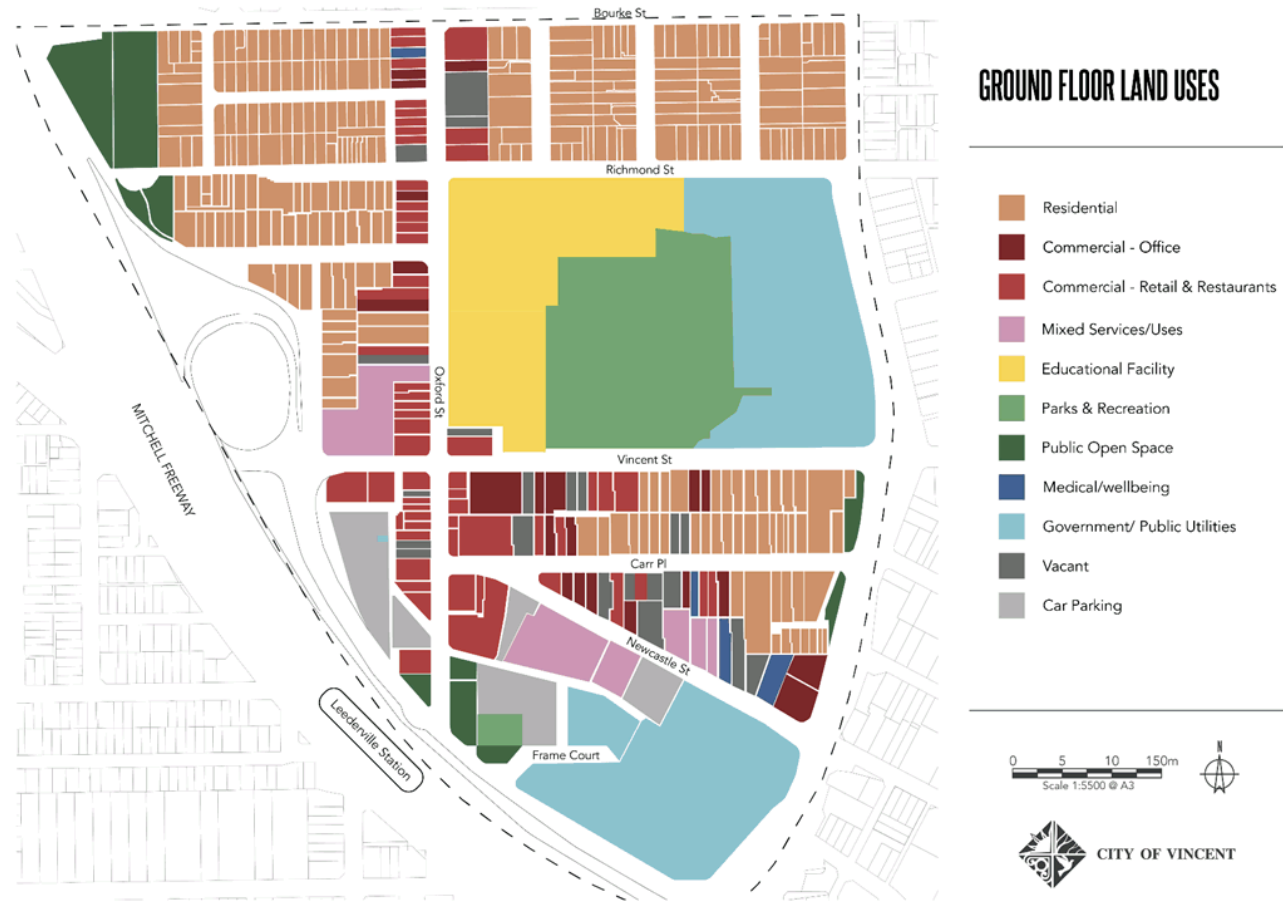 Bourke St
GROUND FLOOR LAND USES
Richmond St
Residential
Commercial - Office
Commercial - Retail & Restaurants
Mixed Services/Uses
Educational Facility
Oxford St
Parks & Recreation
MITCHELL FREEWAY
Public Open Space
Vincent St
Medical/wellbeing
Government/ Public Utilities
Carr Pl
Vacant
Car Parking
Newcastle St
Leederville Station
Frame Court
0 5 10 150m
Scale 1:5500 @ A3
N
CITY OF VINCENT